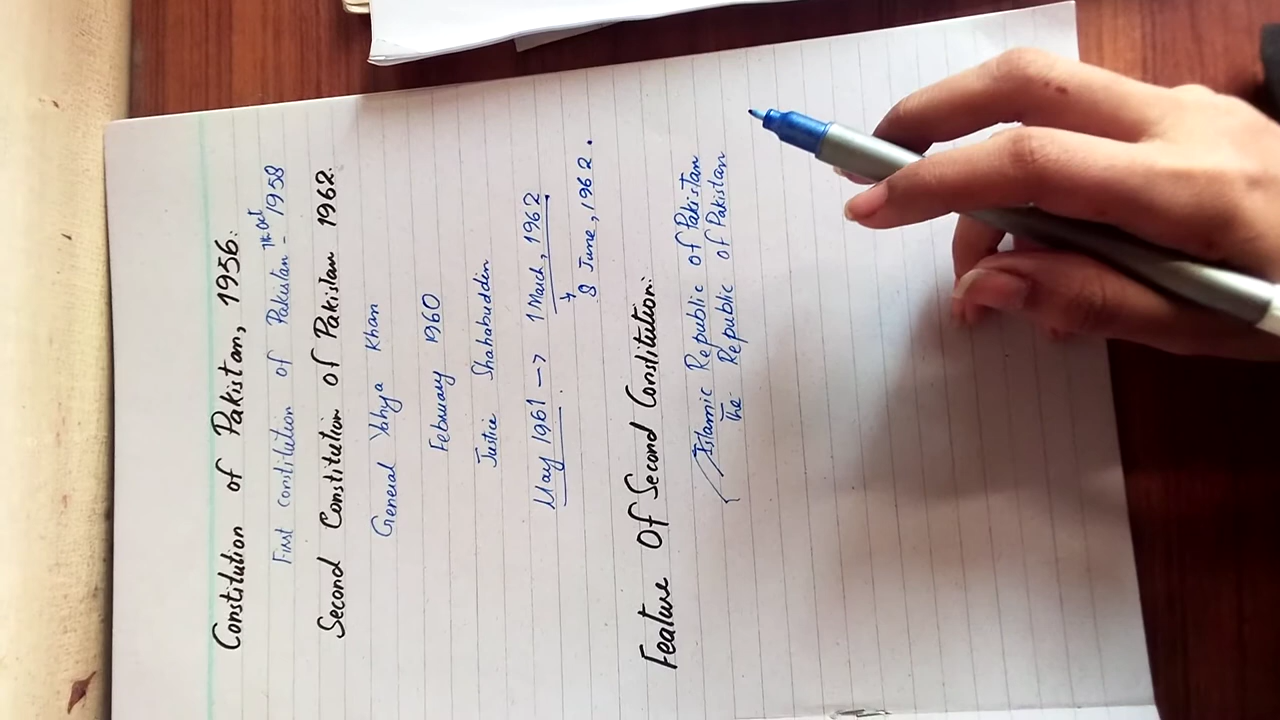 Constitution of Pakistan, 1956:
First constitution of Pakistan - 7th Oct 1958
Second Constitution of Pakistan 1962:
General Yahya Khan
February 1960
Justice Shahabuddin
May 1961 → 1 March, 1962
8 June, 1962.
Feature Of Second Constitution:
Islamic Republic of Pakistan
The Republic of Pakistan